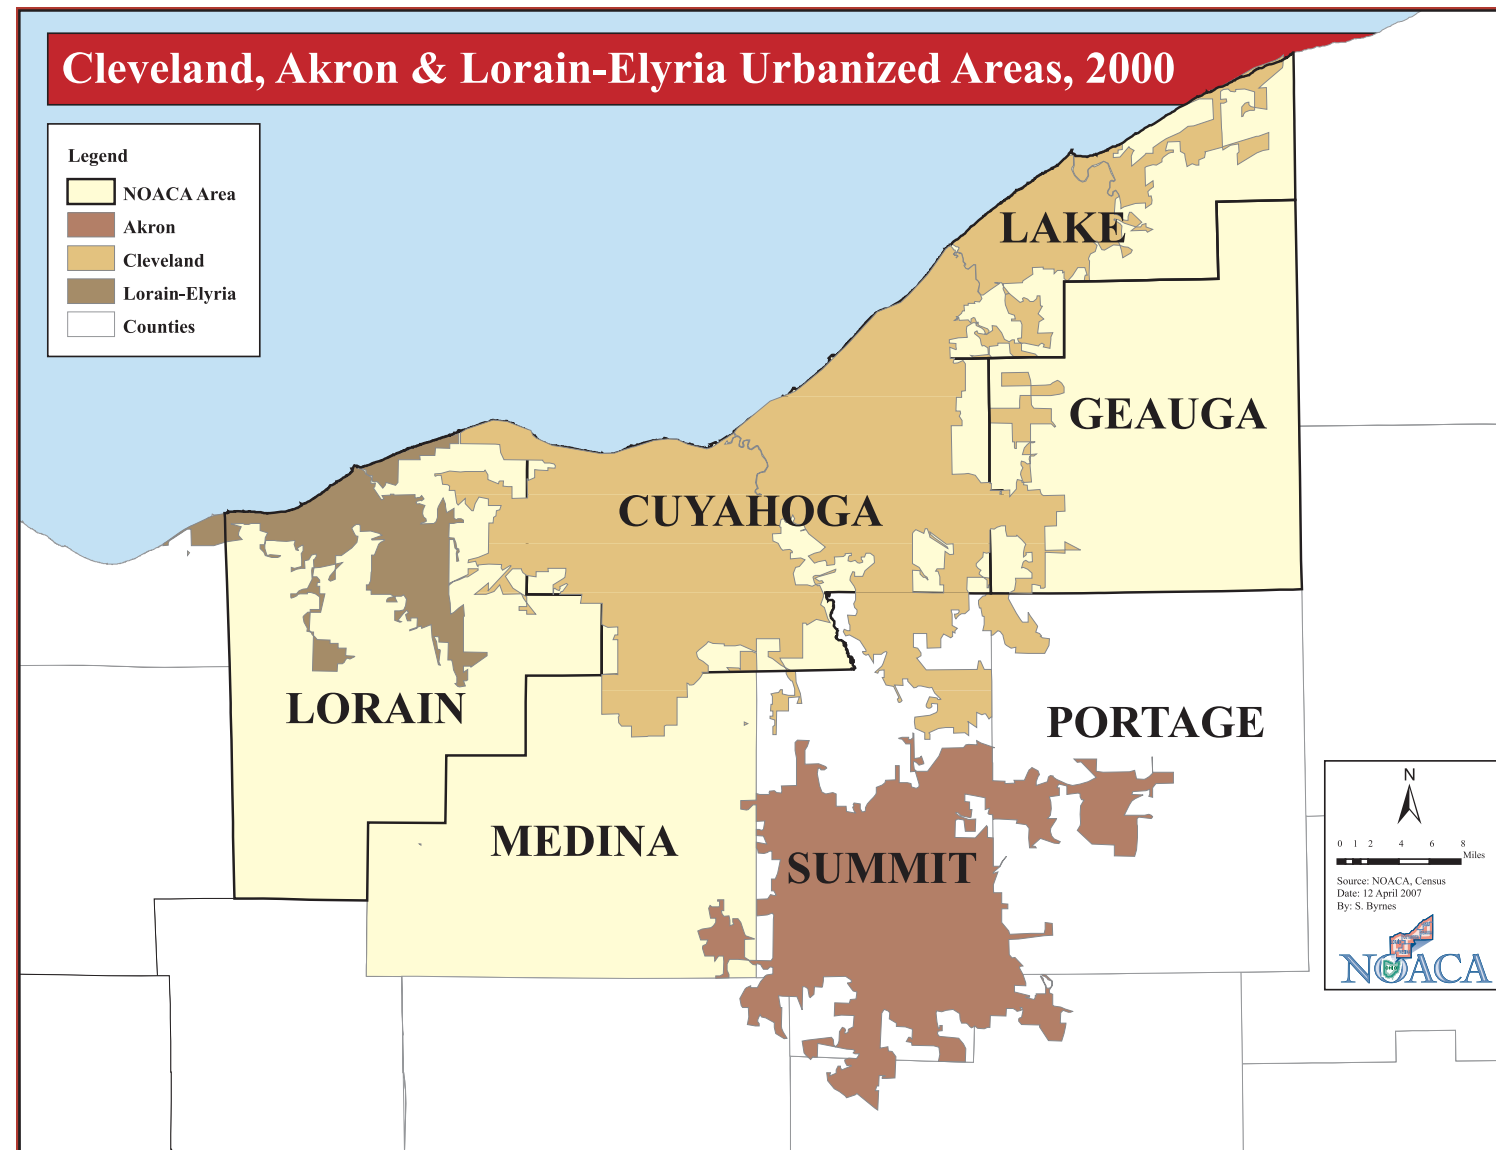 Cleveland, Akron & Lorain-Elyria Urbanized Areas, 2000
Legend
NOACA Area
Akron
Cleveland
Lorain-Elyria
Counties
LAKE
GEAUGA
CUYAHOGA
LORAIN
PORTAGE
MEDINA
SUMMIT
N
0 1 2 4 6 8
Miles
Source: NOACA, Census
Date: 12 April 2007
By: S. Byrnes
OHIO
NOACA